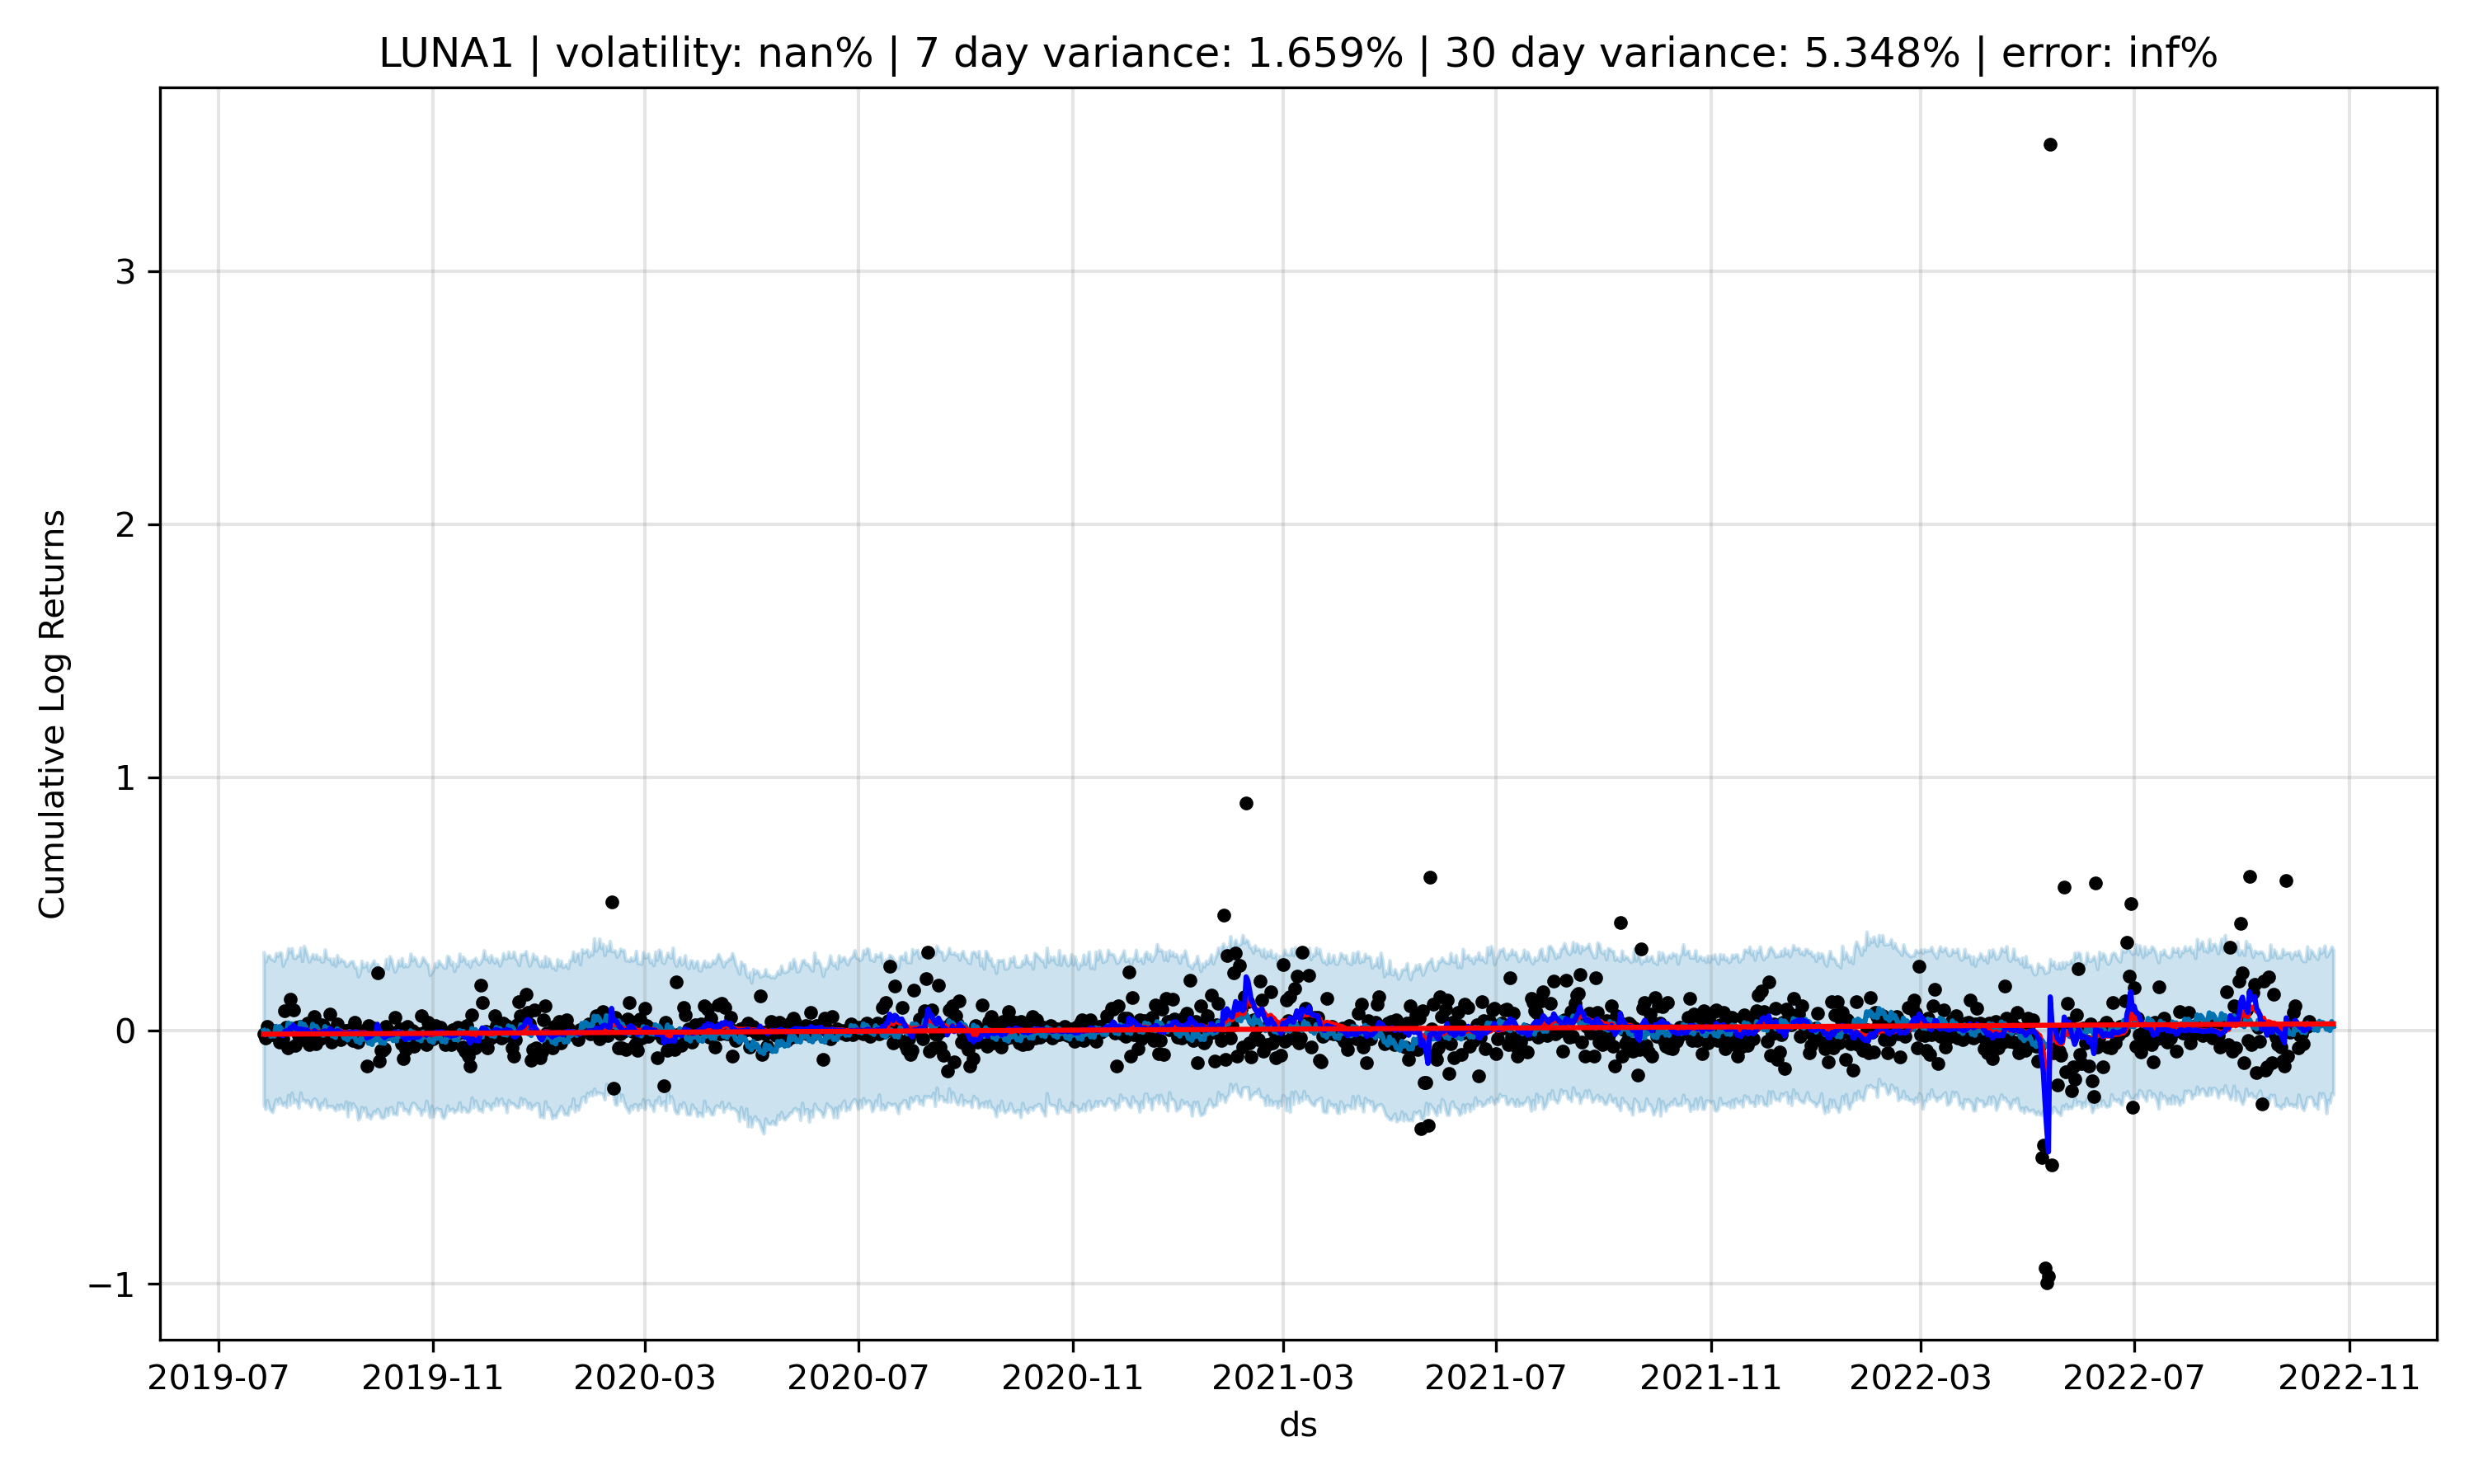 LUNA1 | volatility: nan% | 7 day variance: 1.659% | 30 day variance: 5.348% | error: inf%
Cumulative Log Returns
3
2
1
0
−1
2019-07 2019-11 2020-03 2020-07 2020-11 2021-03 2021-07 2021-11 2022-03 2022-07 2022-11
ds